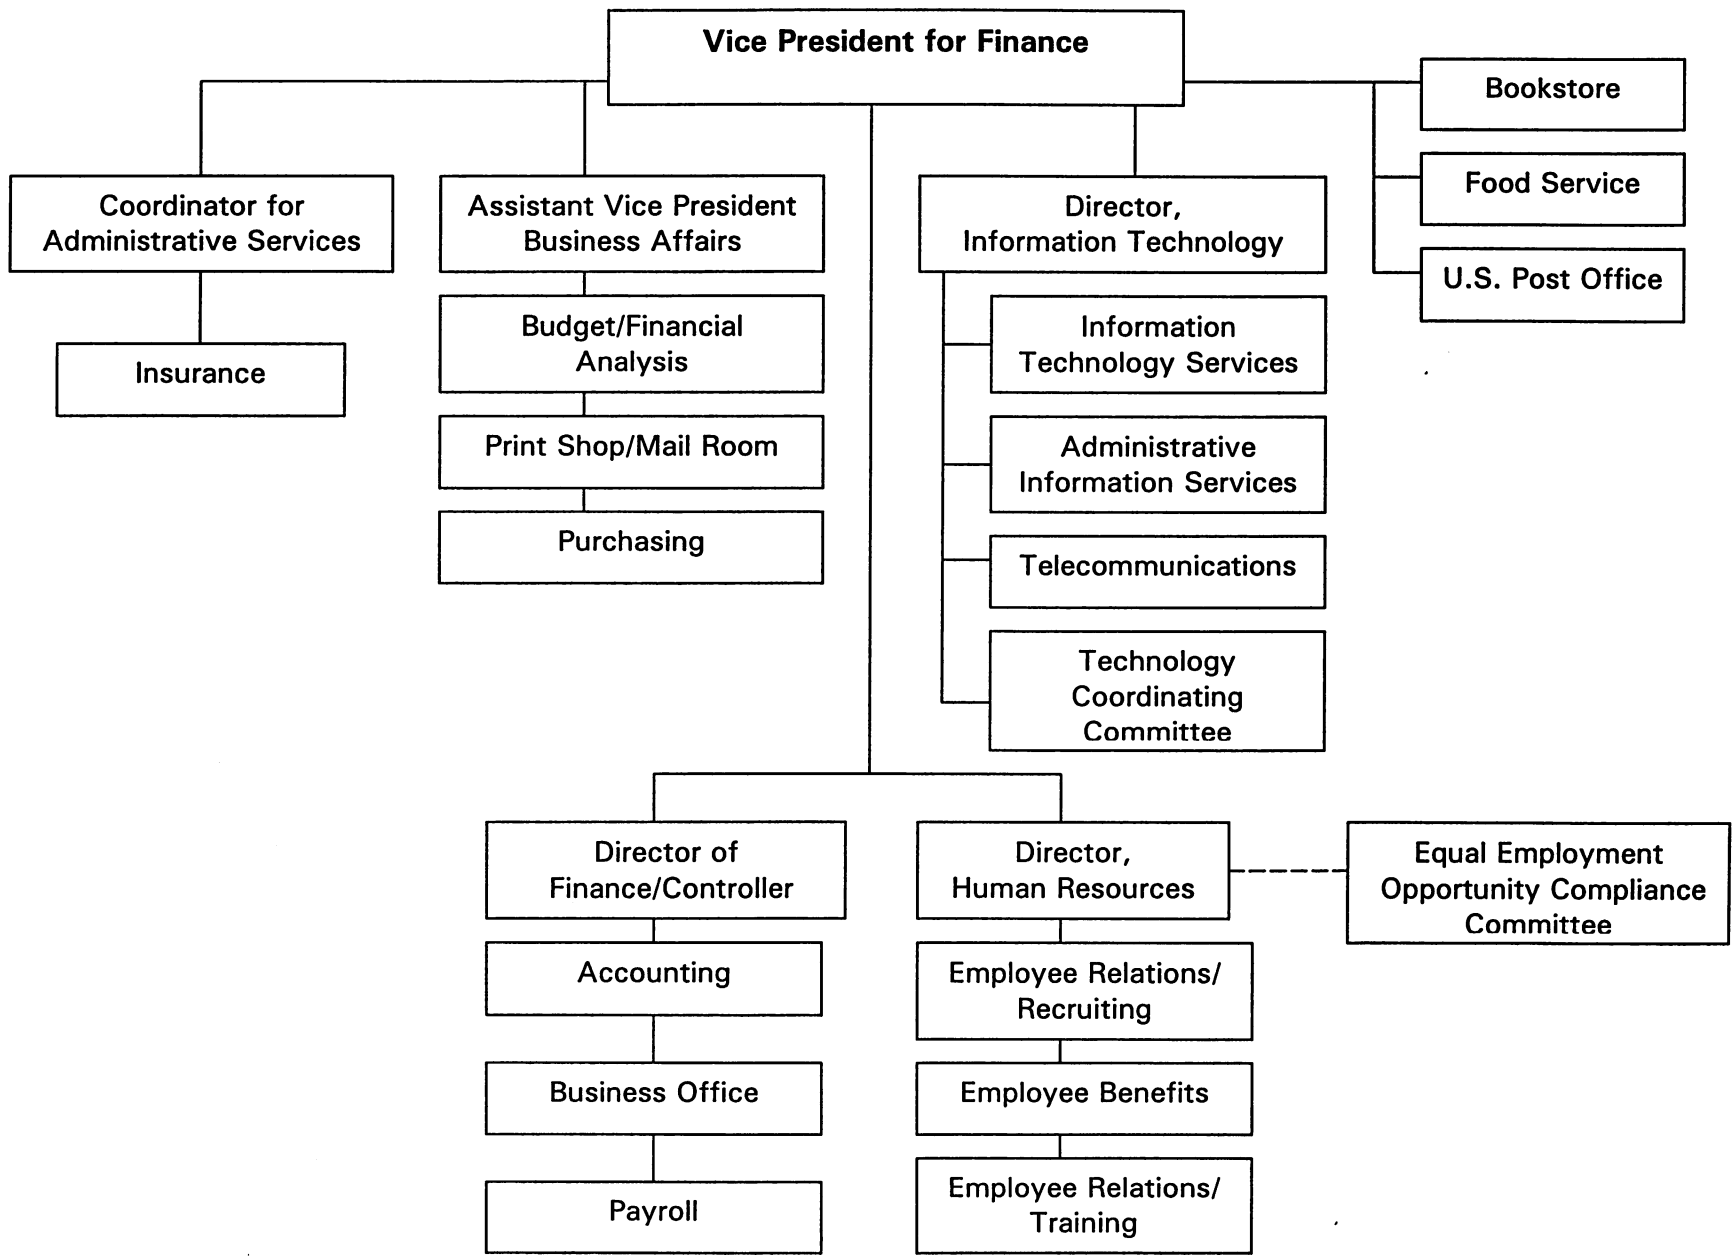 Vice President for Finance
Bookstore
Food Service
U.S. Post Office
Coordinator for
Administrative Services
Insurance
Assistant Vice President
Business Affairs
Budget/Financial
Analysis
Print Shop/Mail Room
Purchasing
Director,
Information Technology
Information
Technology Services
Administrative
Information Services
Telecommunications
Technology
Coordinating
Committee
Director of
Finance/Controller
Accounting
Business Office
Payroll
Director,
Human Resources
Employee Relations/
Recruiting
Employee Benefits
Employee Relations/
Training
Equal Employment
Opportunity Compliance
Committee